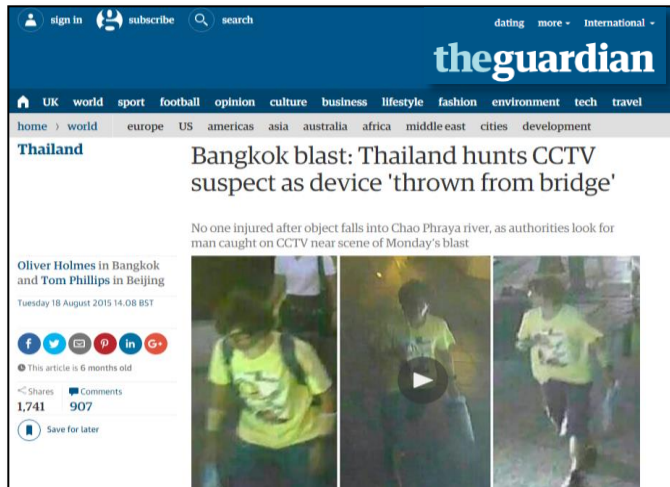 sign in subscribe search dating more International
theguardian
UK world sport football opinion culture business lifestyle fashion environment tech travel
home > world europe US americas asia australia africa middle east cities development
Thailand
Bangkok blast: Thailand hunts CCTV
suspect as device 'thrown from bridge'
No one injured after object falls into Chao Phraya river, as authorities look for
man caught on CCTV near scene of Monday's blast
Oliver Holmes in Bangkok
and Tom Phillips in Beijing
Tuesday 18 August 2015 14.08 BST
f in G+
This article is 6 months old
Shares Comments
1,741 907
Save for later